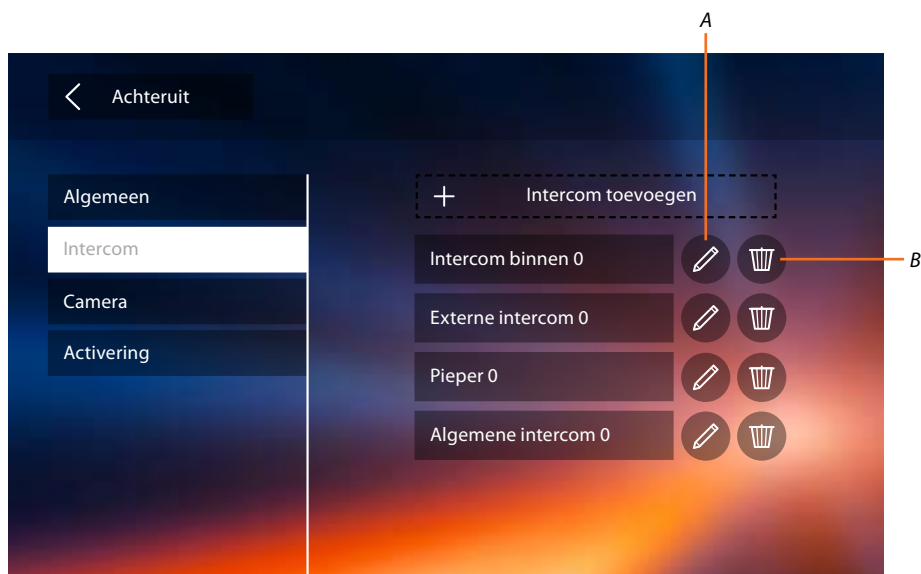 A
Achteruit
Algemeen
Intercom
Camera
Activering
Intercom toevoegen
Intercom binnen 0
B
Externe intercom 0
Pieper 0
Algemene intercom 0